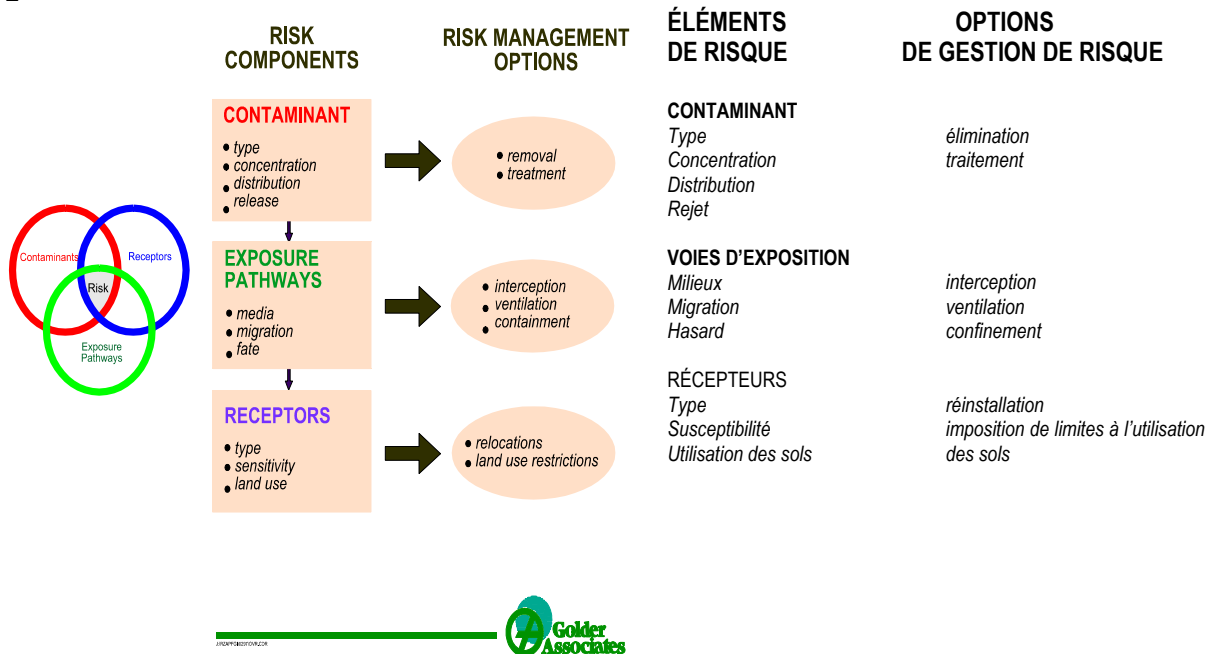 RISK
COMPONENTS
RISK MANAGEMENT
OPTIONS
CONTAMINANT
• type
• concentration
• distribution
• release
•
• removal
• treatment
EXPOSURE
PATHWAYS
• media
• migration
• fate
• interception
• ventilation
• containment
RECEPTORS
• type
• sensitivity
• land use
• relocations
• land use restrictions
Contaminants
Receptors
Risk
Exposure
Pathways
ÉLÉMENTS
DE RISQUE
OPTIONS
DE GESTION DE RISQUE
CONTAMINANT
Type
élimination
Concentration
traitement
Distribution
Rejet
VOIES D’EXPOSITION
Milieux
interception
Migration
ventilation
Hasard
confinement
RÉCEPTEURS
Type
réinstallation
Susceptibilité
imposition de limites à l’utilisation
Utilisation des sols
des sols
Golder
Associates